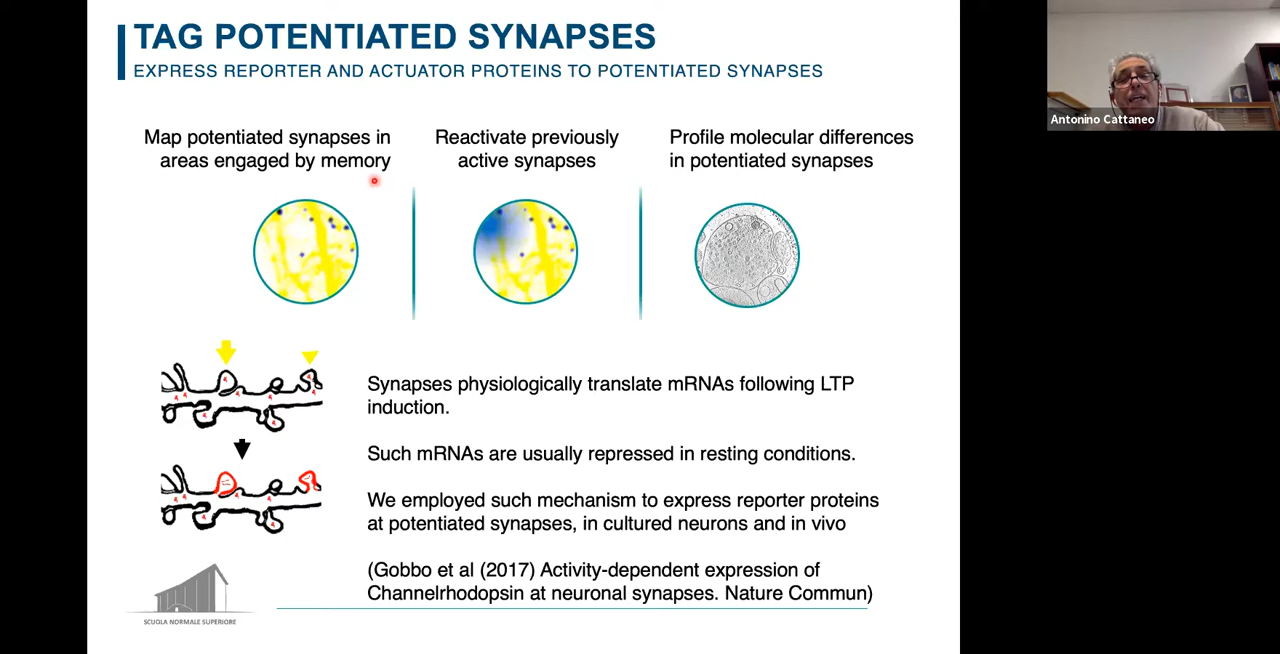 TAG POTENTIATED SYNAPSES
EXPRESS REPORTER AND ACTUATOR PROTEINS TO POTENTIATED SYNAPSES
Antonino Cattaneo
Map potentiated synapses in
areas engaged by memory
Reactivate previously
active synapses
Profile molecular differences
in potentiated synapses
Synapses physiologically translate mRNAs following LTP
induction.
Such mRNAs are usually repressed in resting conditions.
We employed such mechanism to express reporter proteins
at potentiated synapses, in cultured neurons and in vivo
(Gobbo et al (2017) Activity-dependent expression of
Channelrhodopsin at neuronal synapses. Nature Commun)
SCUOLA NORMALE SUPERIORE